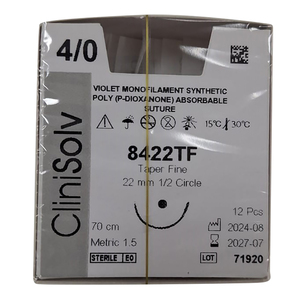 4/0
VIOLET MONOFILAMENT SYNTHETIC
POLY (P-DIOXANONE) ABSORBABLE
SUTURE
15°C 30°C
CliniSolv
8422TF
Taper Fine
22 mm 1/2 Circle
70 cm
Metric 1.5
STERILE EO
12 Pcs
2024-08
2027-07
LOT 71920